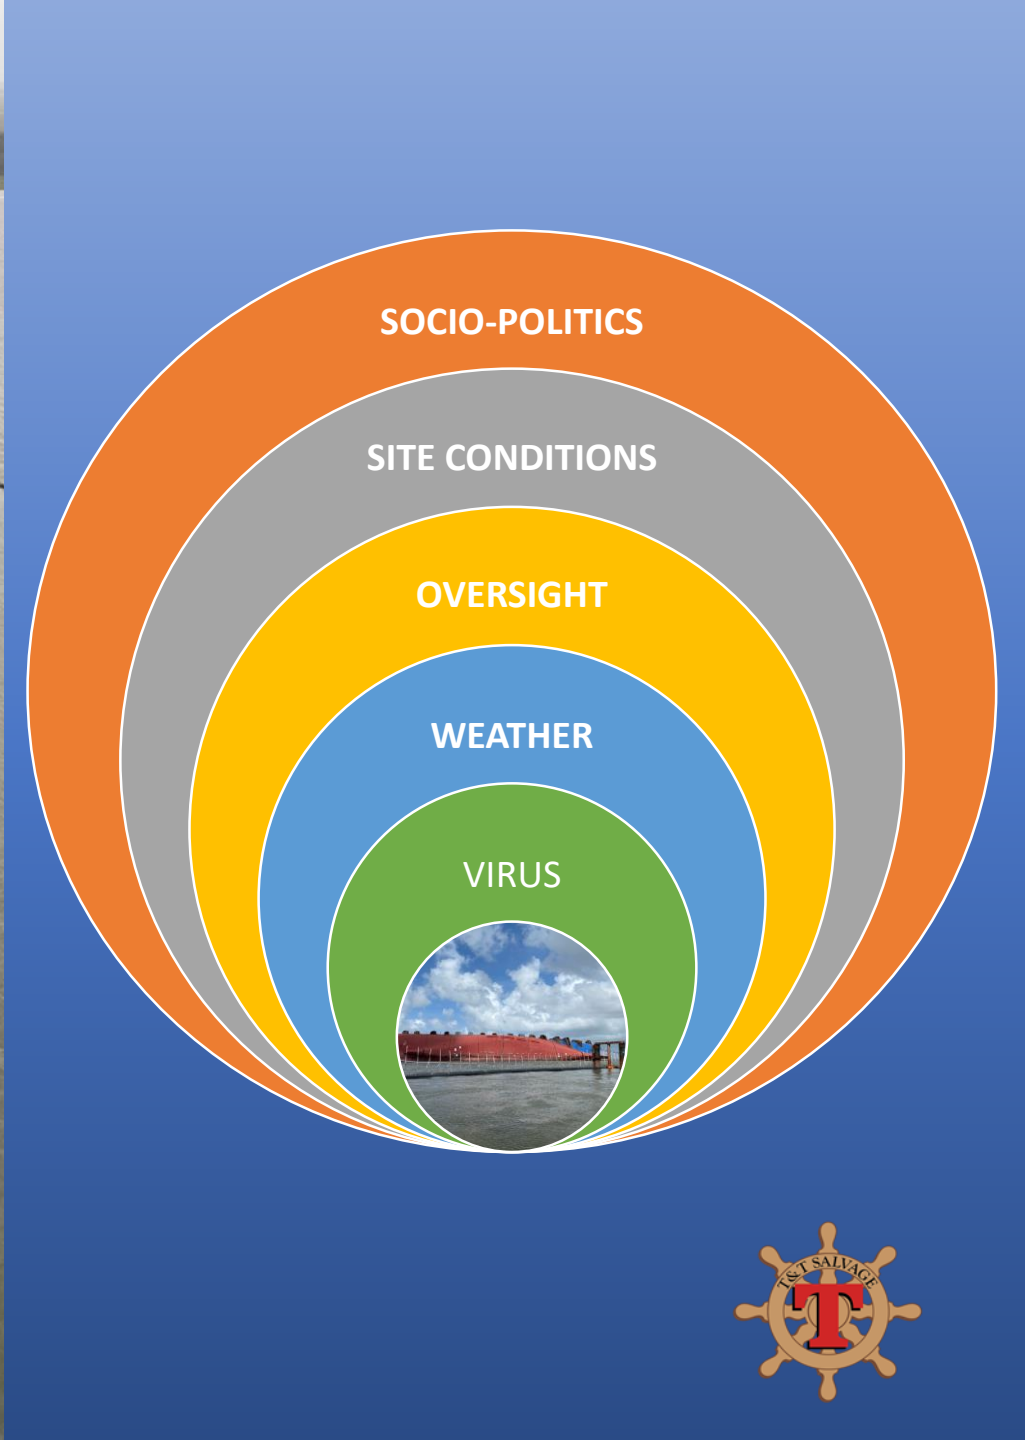 SOCIO-POLITICS
SITE CONDITIONS
OVERSIGHT
WEATHER
VIRUS
T&T SALVAGE
T